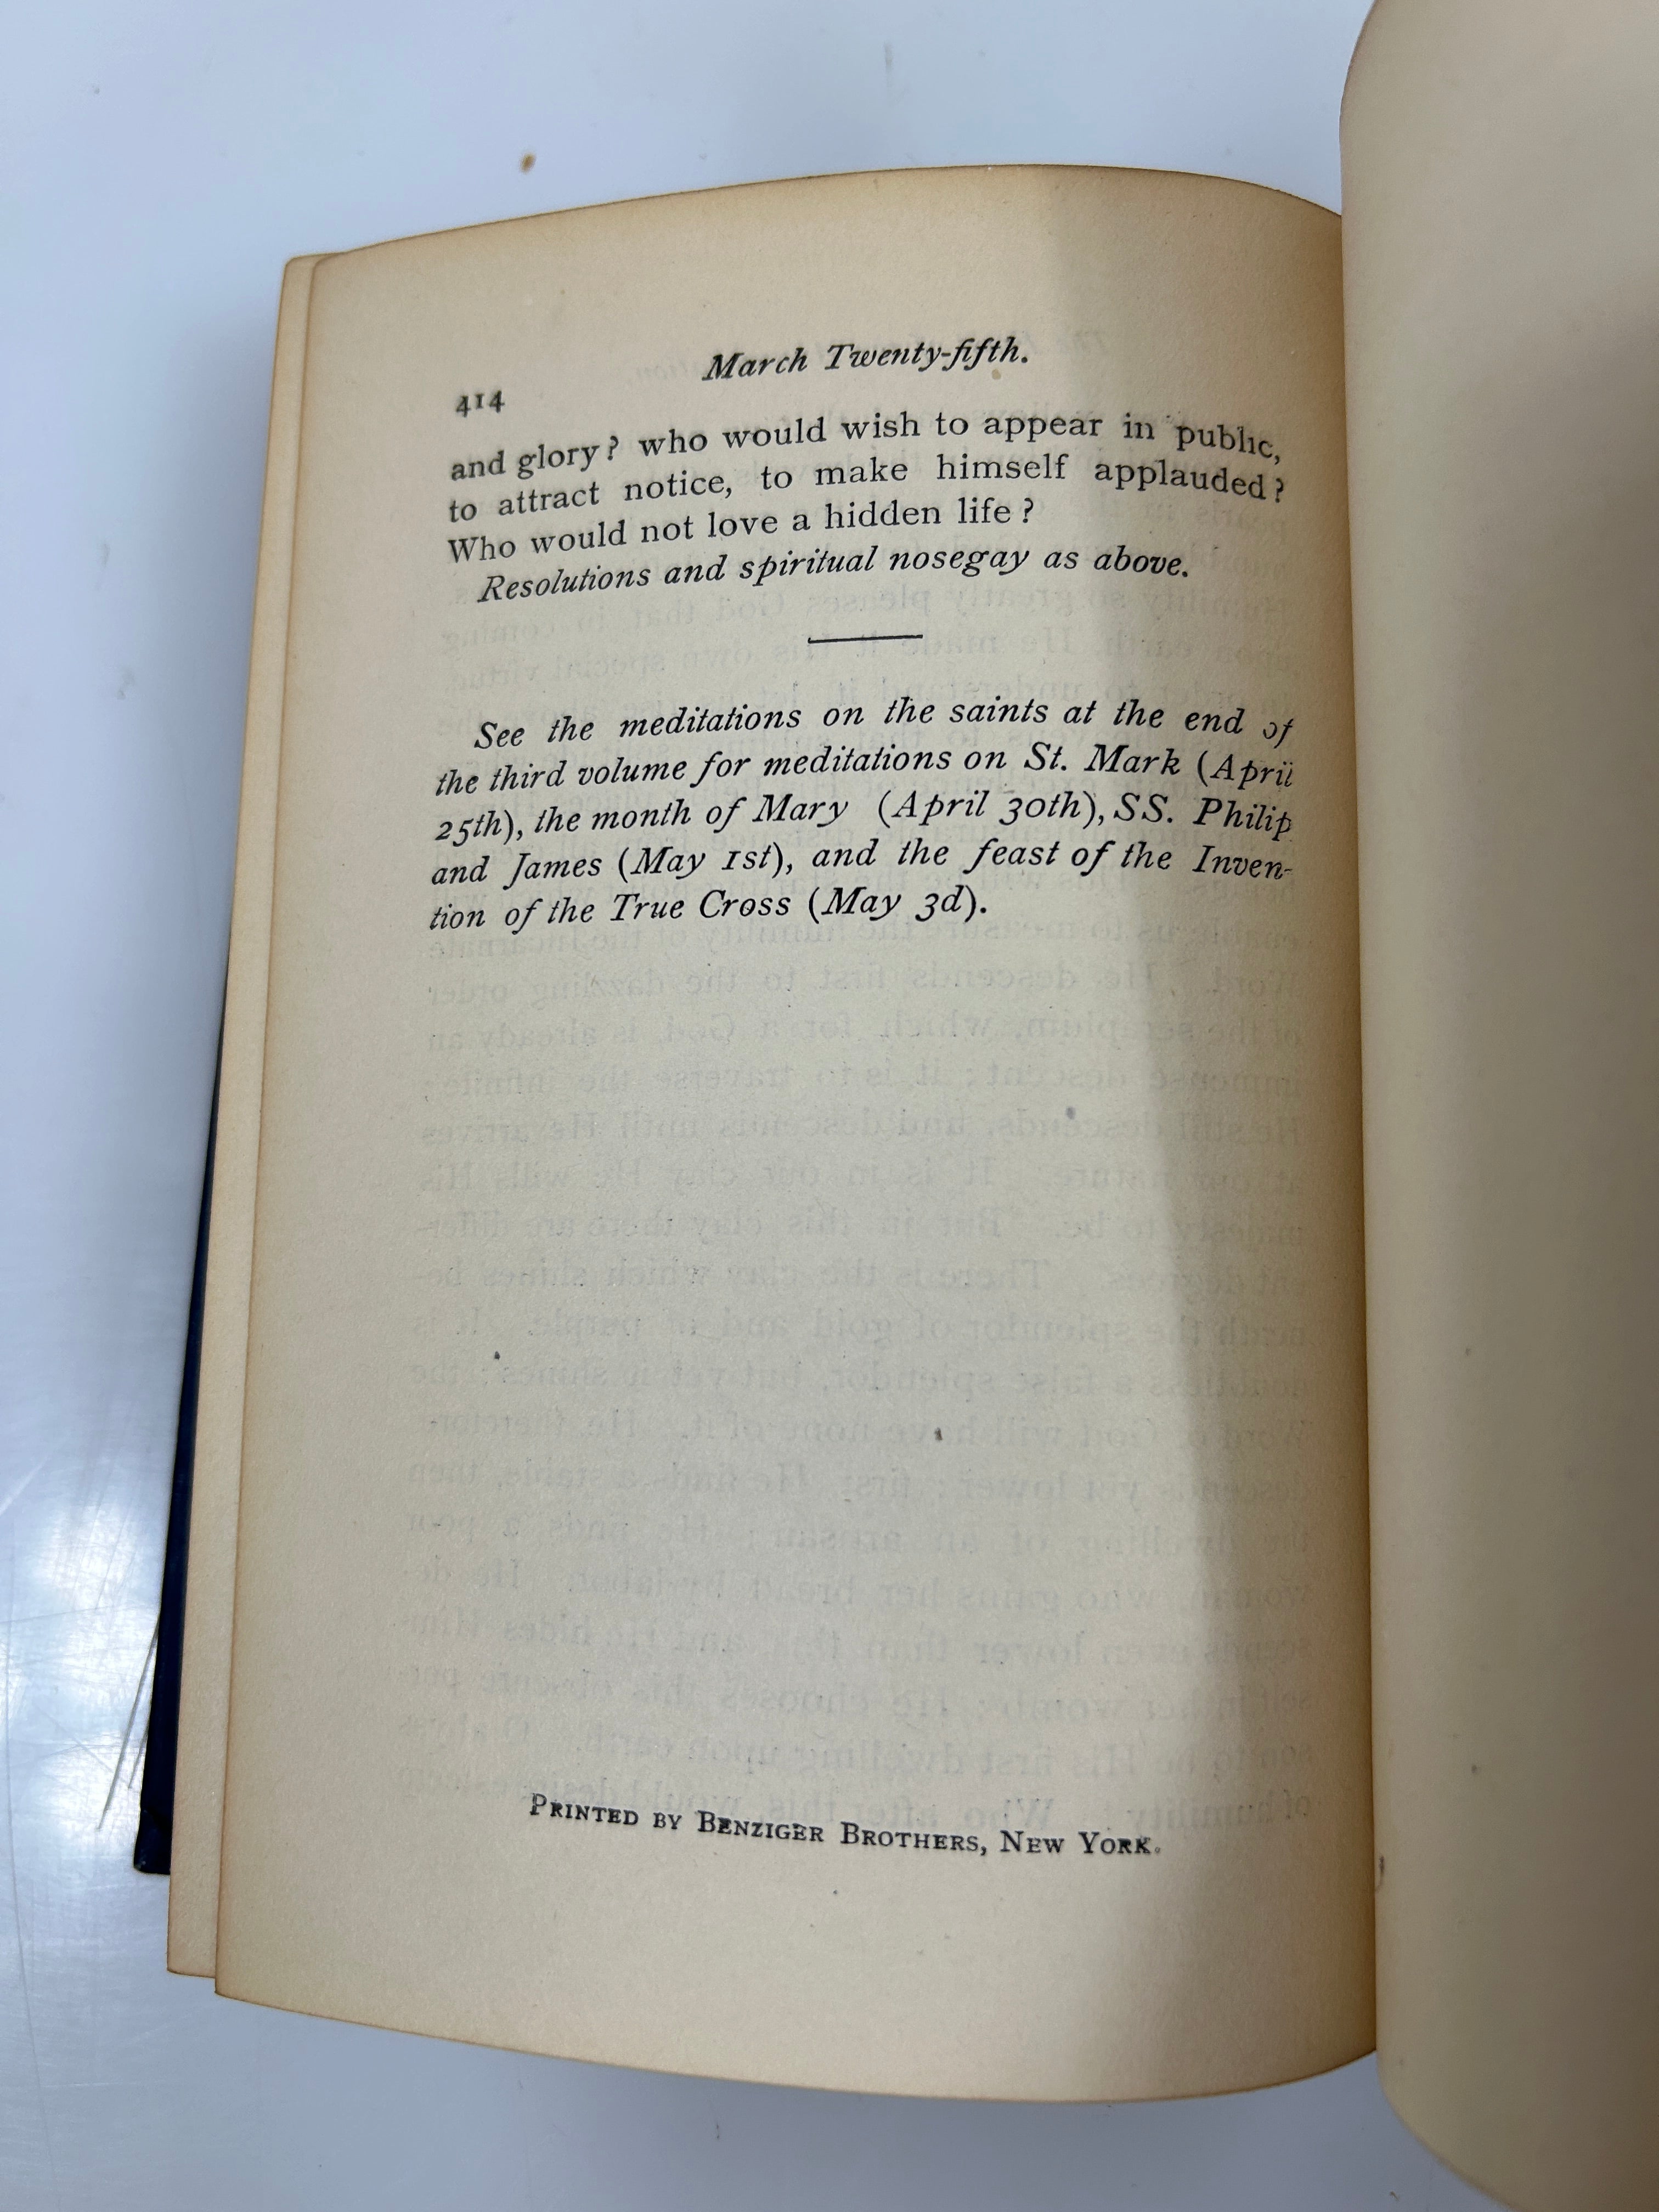 March Twenty-fifth.
414
and glory? who would wish to appear in public,
to attract notice, to make himself applauded?
Who would not love a hidden life?
Resolutions and spiritual nosegay as above.
See the meditations on the saints at the end of
the third volume for meditations on St. Mark (April
25th), the month of Mary (April 30th), SS. Philip
and James (May 1st), and the feast of the Inven-
tion of the True Cross (May 3d).
PRINTED BY BENZIGER BROTHERS, NEW YORK.